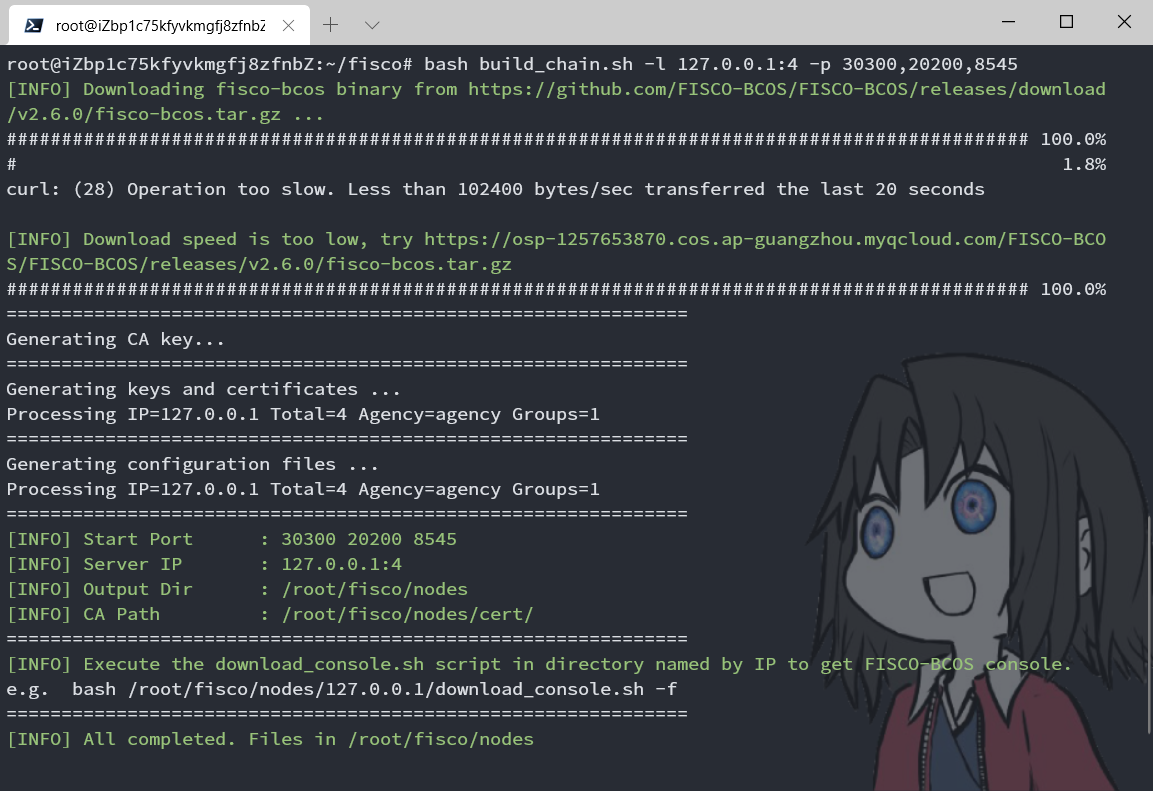 root@iZbp1c75kfyvkmgfj8zfnbZ
root@iZbp1c75kfyvkmgfj8zfnbZ:~/fisco# bash build_chain.sh -l 127.0.0.1:4 -p 30300,20200,8545
[INFO] Downloading fisco-bcos binary from https://github.com/FISCO-BCOS/FISCO-BCOS/releases/download
/v2.6.0/fisco-bcos.tar.gz ...
############################################################################################# 100.0%
# 1.8%
curl: (28) Operation too slow. Less than 102400 bytes/sec transferred the last 20 seconds
[INFO] Download speed is too low, try https://osp-1257653870.cos.ap-guangzhou.myqcloud.com/FISCO-BCO
S/FISCO-BCOS/releases/v2.6.0/fisco-bcos.tar.gz
############################################################################################# 100.0%
==============================================================
Generating CA key...
==============================================================
Generating keys and certificates ...
Processing IP=127.0.0.1 Total=4 Agency=agency Groups=1
==============================================================
Generating configuration files ...
Processing IP=127.0.0.1 Total=4 Agency=agency Groups=1
==============================================================
[INFO] Start Port      : 30300 20200 8545
[INFO] Server IP       : 127.0.0.1:4
[INFO] Output Dir      : /root/fisco/nodes
[INFO] CA Path         : /root/fisco/nodes/cert/
==============================================================
[INFO] Execute the download_console.sh script in directory named by IP to get FISCO-BCOS console.
e.g.  bash /root/fisco/nodes/127.0.0.1/download_console.sh -f
==============================================================
[INFO] All completed. Files in /root/fisco/nodes